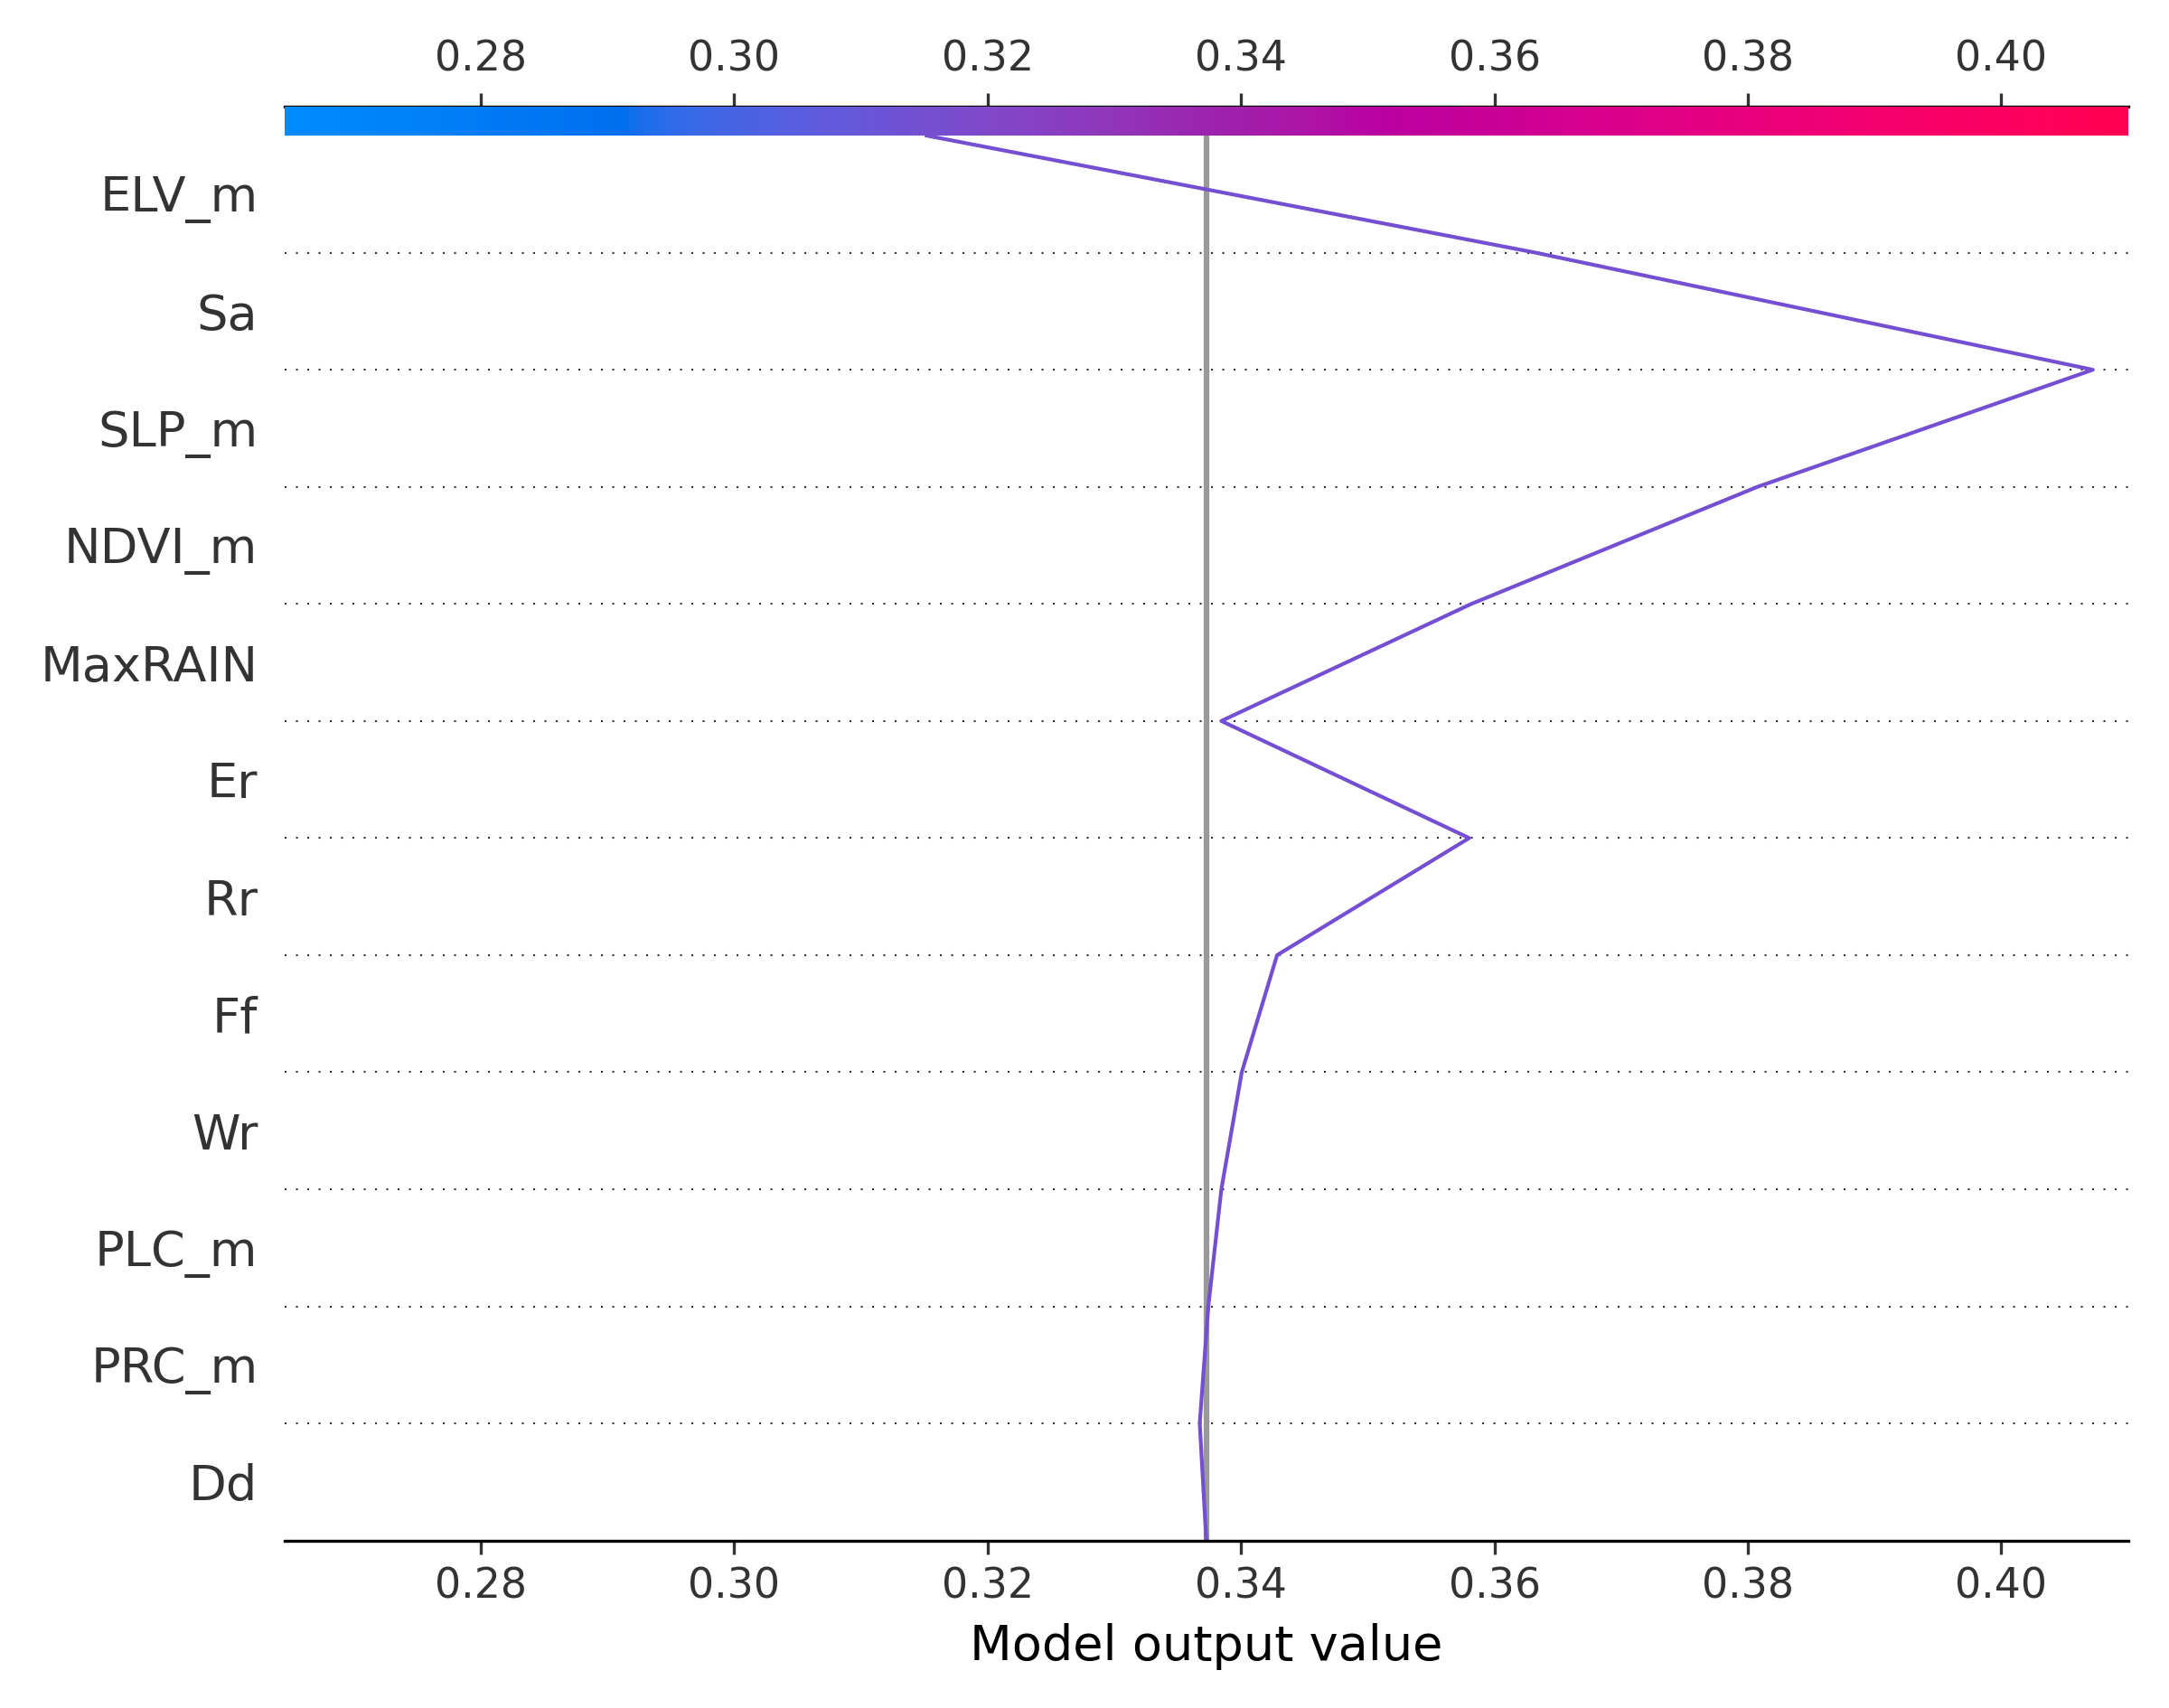 0.28 0.30 0.32 0.34 0.36 0.38 0.40
ELV_m
Sa
SLP_m
NDVI_m
MaxRAIN
Er
Rr
Ff
Wr
PLC_m
PRC_m
Dd
0.28 0.30 0.32 0.34 0.36 0.38 0.40
Model output value